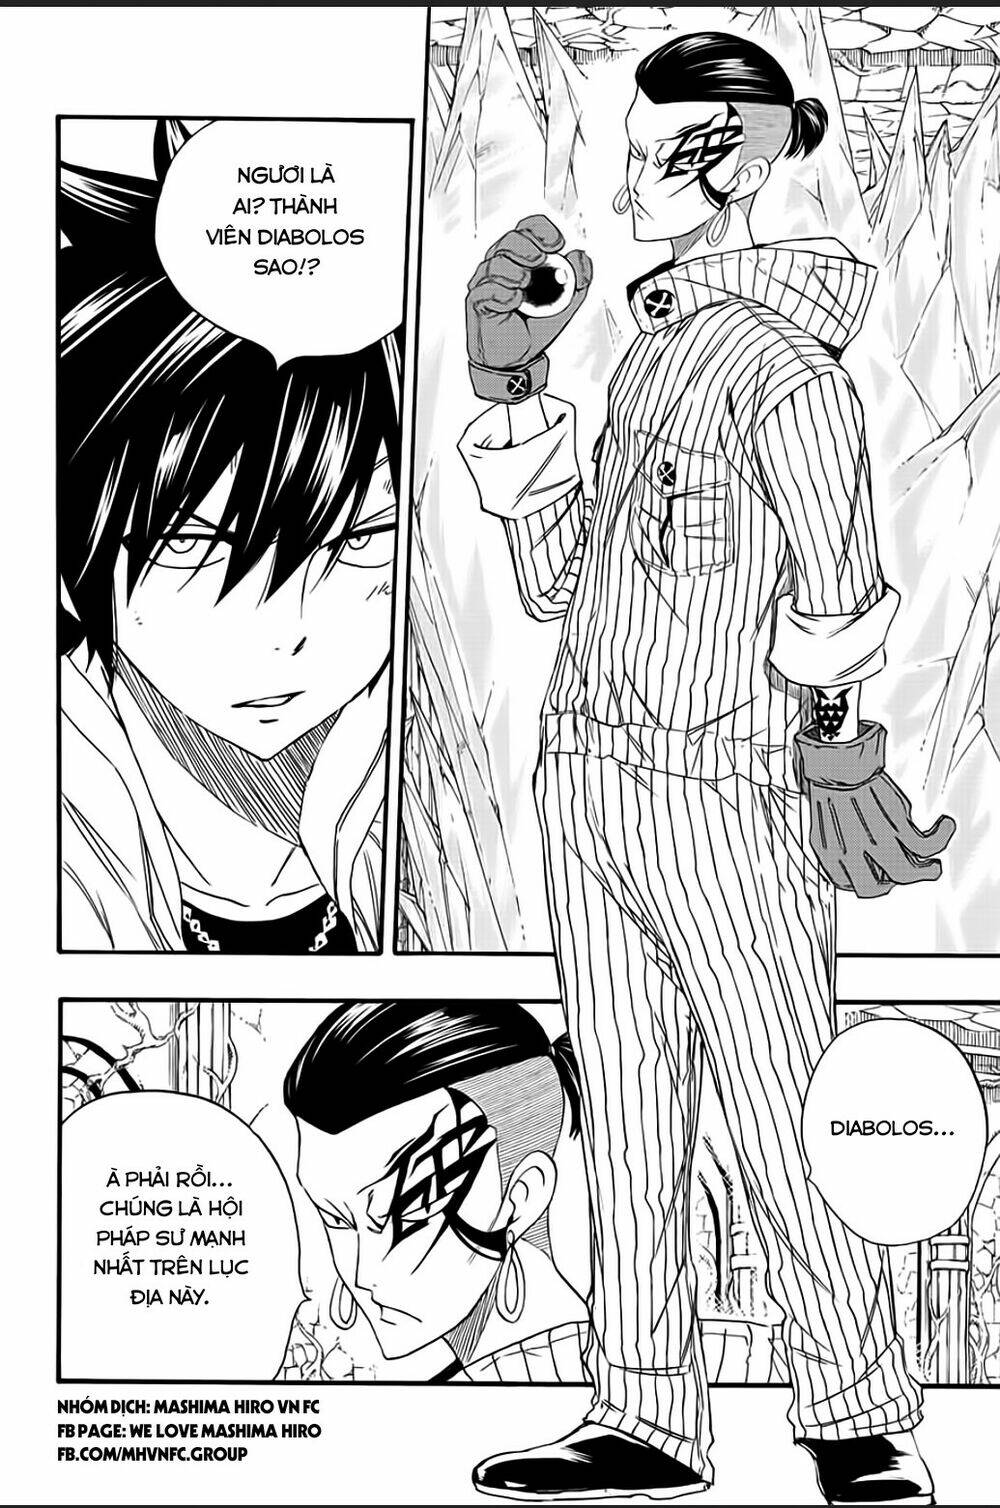 NGƯƠI LÀ
AI? THÀNH
VIÊN DIABOLOS
SAO!?
DIABOLOS...
À PHẢI RỒI...
CHÚNG LÀ HỘI
PHÁP SƯ MẠNH
NHẤT TRÊN LỤC
ĐỊA NÀY.
NHÓM DỊCH: MASHIMA HIRO VN FC
FB PAGE: WE LOVE MASHIMA HIRO
FB.COM/MHVNFC.GROUP